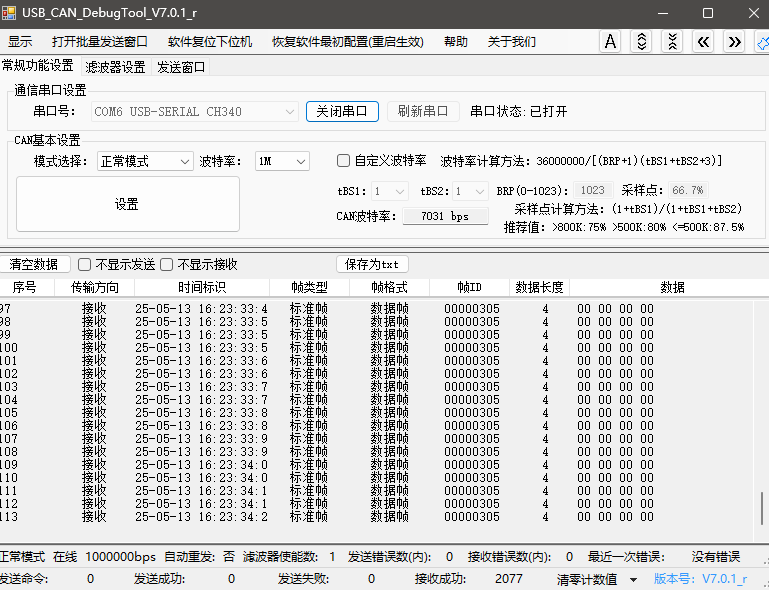 USB_CAN_DebugTool_V7.0.1_r
显示 打开批量发送窗口 软件复位下位机 恢复软件最初配置(重启生效) 帮助 关于我们 A
常规功能设置 滤波器设置 发送窗口
通信串口设置
串口号: COM6 USB-SERIAL CH340 关闭串口 刷新串口 串口状态: 已打开
CAN基本设置
模式选择: 正常模式 波特率: 1M 自定义波特率 波特率计算方法: 36000000/[(BRP+1)(tBS1+tBS2+3)]
设置
tBS1: 1 tBS2: 1 BRP(0-1023): 1023 采样点: 66.7%
CAN波特率: 7031 bps 采样点计算方法: (1+tBS1)/(1+tBS1+tBS2)
推荐值: >800K:75% >500K:80% <=500K:87.5%
清空数据 不显示发送 不显示接收 保存为txt
序号 传输方向 时间标识 帧类型 帧格式 帧ID 数据长度 数据
97 接收 25-05-13 16:23:33:4 标准帧 数据帧 00000305 4 00 00 00 00
98 接收 25-05-13 16:23:33:5 标准帧 数据帧 00000305 4 00 00 00 00
99 接收 25-05-13 16:23:33:5 标准帧 数据帧 00000305 4 00 00 00 00
100 接收 25-05-13 16:23:33:5 标准帧 数据帧 00000305 4 00 00 00 00
101 接收 25-05-13 16:23:33:6 标准帧 数据帧 00000305 4 00 00 00 00
102 接收 25-05-13 16:23:33:6 标准帧 数据帧 00000305 4 00 00 00 00
103 接收 25-05-13 16:23:33:7 标准帧 数据帧 00000305 4 00 00 00 00
104 接收 25-05-13 16:23:33:7 标准帧 数据帧 00000305 4 00 00 00 00
105 接收 25-05-13 16:23:33:8 标准帧 数据帧 00000305 4 00 00 00 00
106 接收 25-05-13 16:23:33:8 标准帧 数据帧 00000305 4 00 00 00 00
107 接收 25-05-13 16:23:33:9 标准帧 数据帧 00000305 4 00 00 00 00
108 接收 25-05-13 16:23:33:9 标准帧 数据帧 00000305 4 00 00 00 00
109 接收 25-05-13 16:23:34:0 标准帧 数据帧 00000305 4 00 00 00 00
110 接收 25-05-13 16:23:34:0 标准帧 数据帧 00000305 4 00 00 00 00
111 接收 25-05-13 16:23:34:1 标准帧 数据帧 00000305 4 00 00 00 00
112 接收 25-05-13 16:23:34:1 标准帧 数据帧 00000305 4 00 00 00 00
113 接收 25-05-13 16:23:34:2 标准帧 数据帧 00000305 4 00 00 00 00
正常模式 在线 1000000bps 自动重发: 否 滤波器使能数: 1 发送错误数(内): 0 接收错误数(内): 0 最近一次错误: 没有错误
发送命令: 0 发送成功: 0 发送失败: 0 接收成功: 2077 清零计数值 版本号: V7.0.1_r